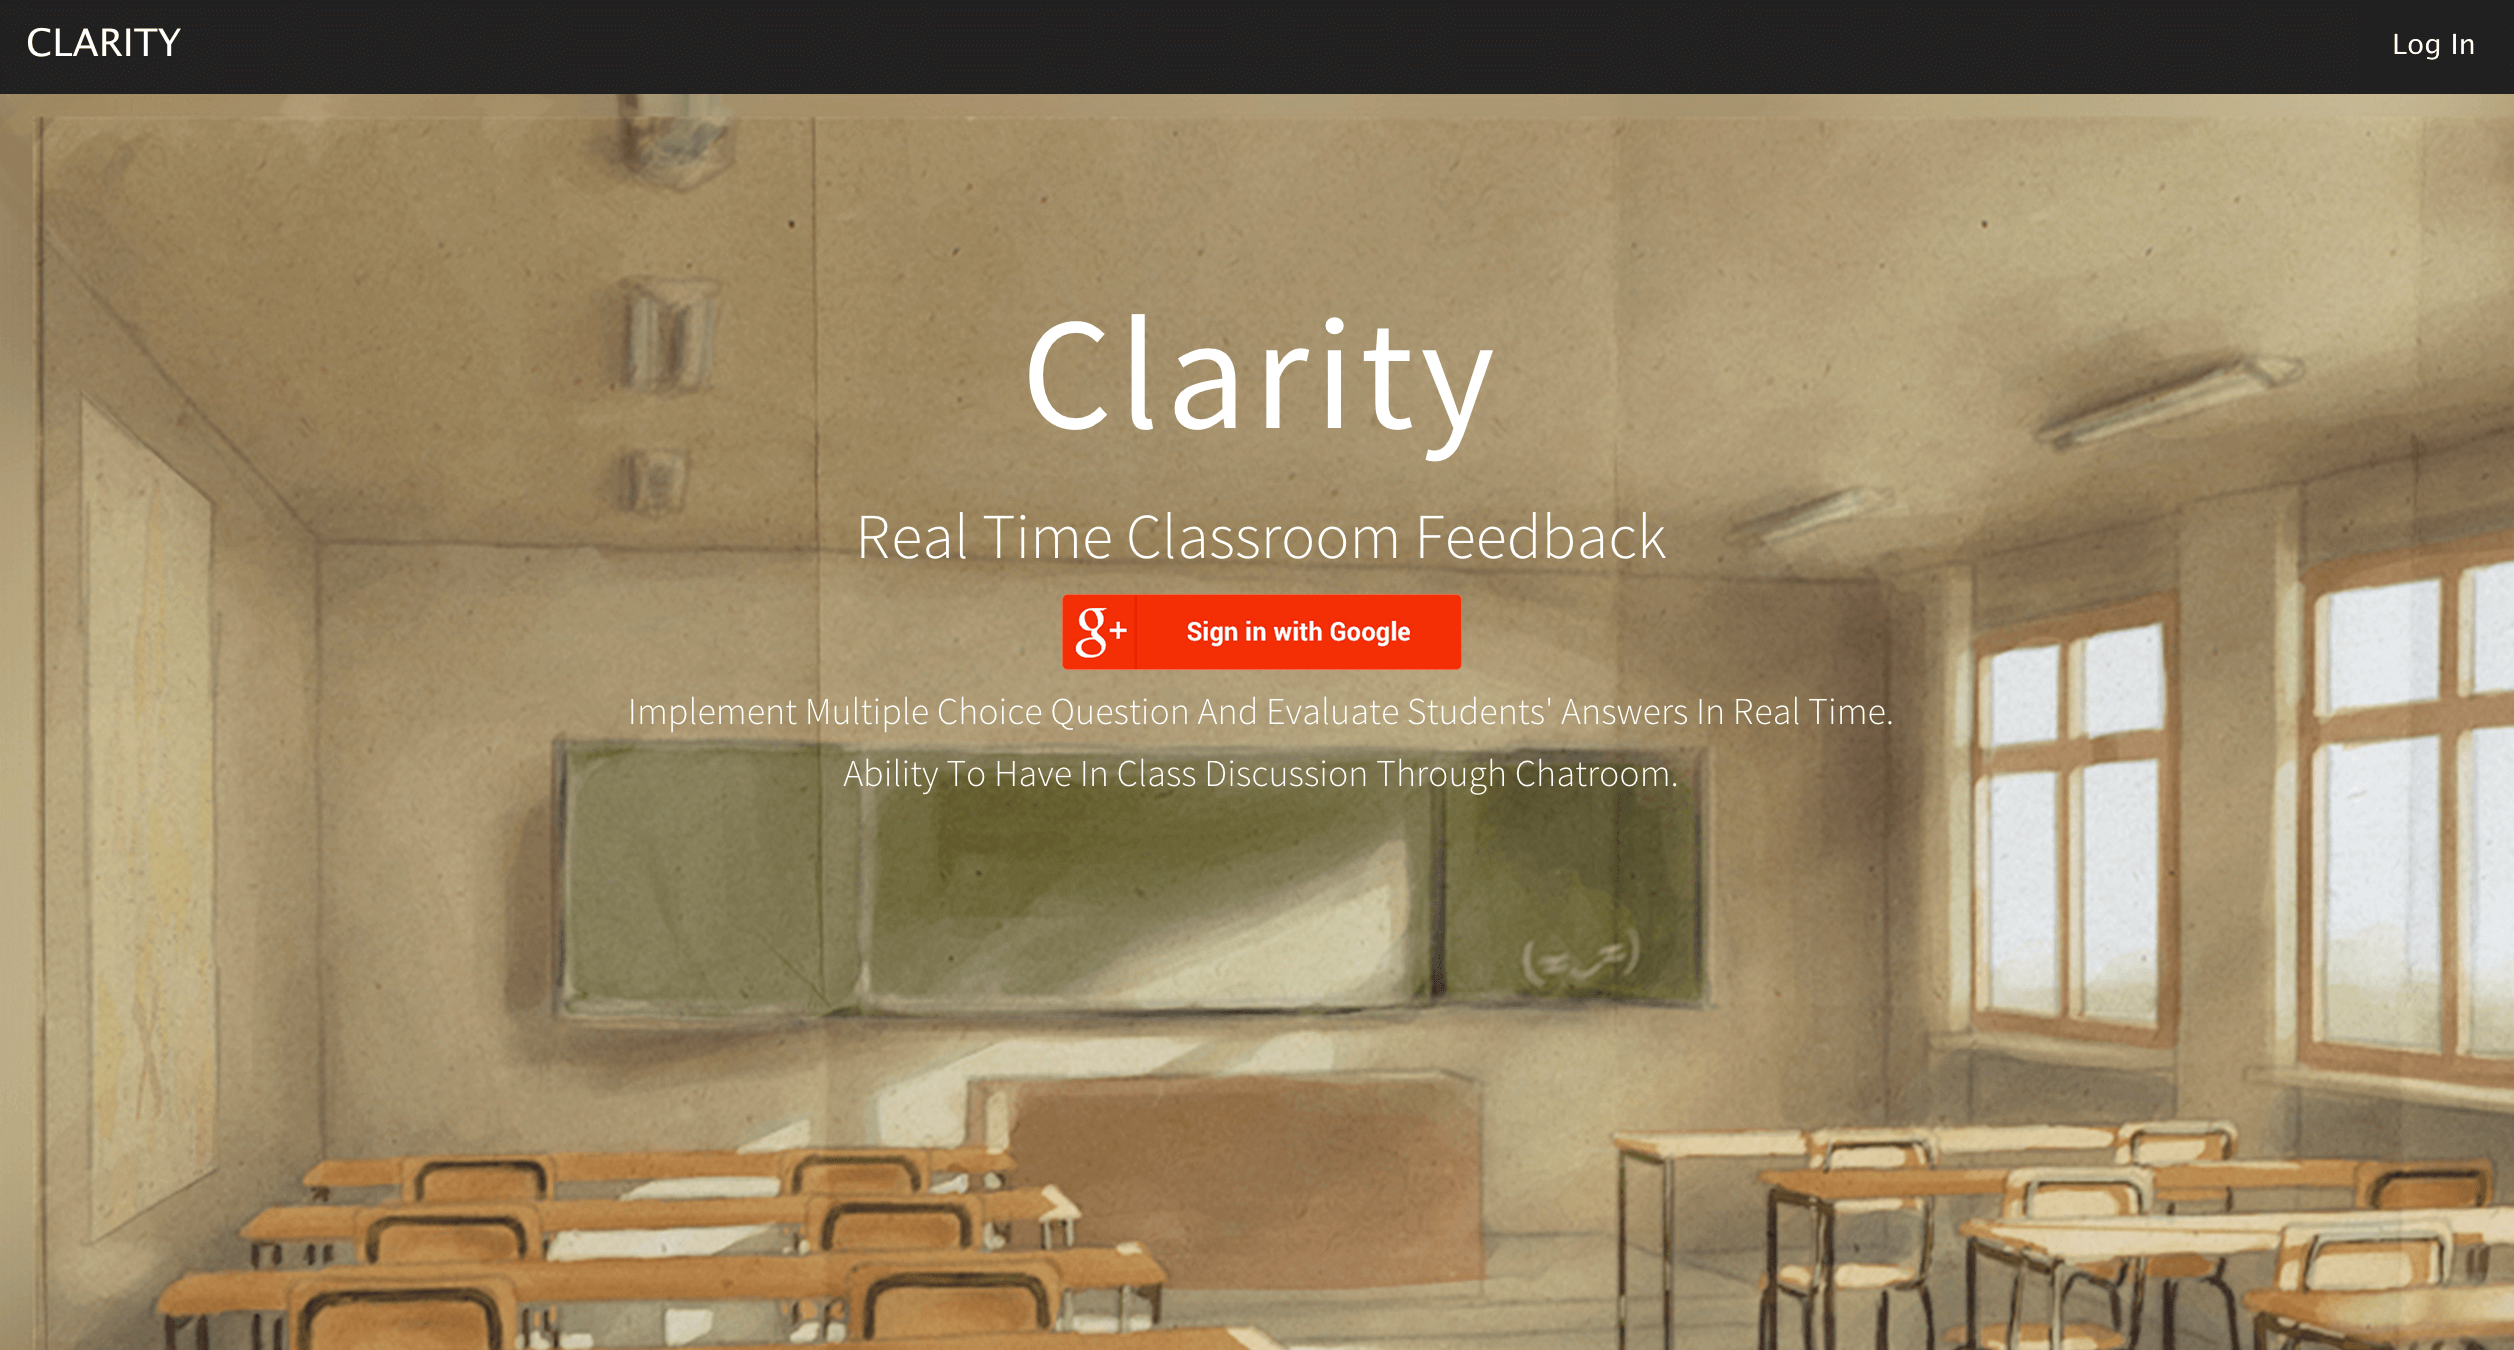 CLARITY
Log In
Clarity
Real Time Classroom Feedback
g+ Sign in with Google
Implement Multiple Choice Question And Evaluate Students' Answers In Real Time.
Ability To Have In Class Discussion Through Chatroom.